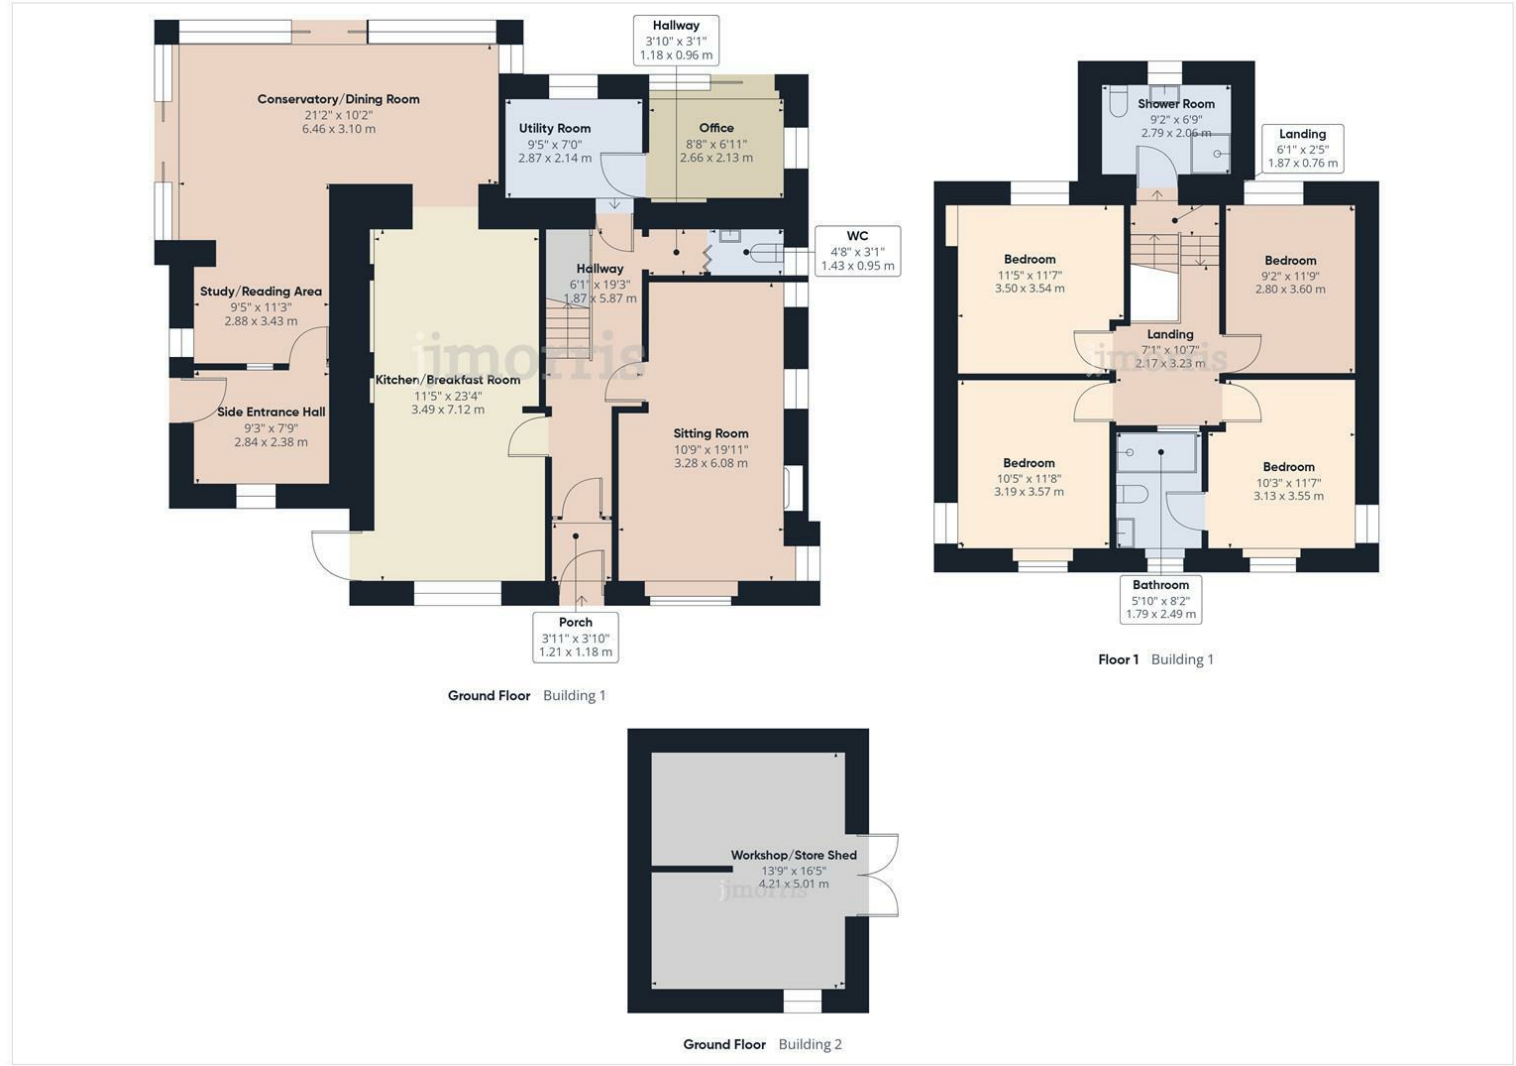 Hallway
3'10" x 3'1"
1.18 x 0.96 m
Conservatory/Dining Room
21'2" x 10'2"
6.46 x 3.10 m
Utility Room
9'5" x 7'0"
2.87 x 2.14 m
Office
8'8" x 6'11"
2.66 x 2.13 m
WC
4'8" x 3'1"
1.43 x 0.95 m
Hallway
6'1" x 19'3"
1.87 x 5.87 m
Study/Reading Area
9'5" x 11'3"
2.88 x 3.43 m
jjmorris
Kitchen/Breakfast Room
11'5" x 23'4"
3.49 x 7.12 m
Side Entrance Hall
9'3" x 7'9"
2.84 x 2.38 m
Sitting Room
10'9" x 19'11"
3.28 x 6.08 m
Porch
3'11" x 3'10"
1.21 x 1.18 m
Ground Floor Building 1
Shower Room
9'2" x 6'9"
2.79 x 2.06 m
Landing
6'1" x 2'5"
1.87 x 0.76 m
Bedroom
11'5" x 11'7"
3.50 x 3.54 m
Bedroom
9'2" x 11'9"
2.80 x 3.60 m
Landing
7'1" x 10'7"
2.17 x 3.23 m
jjmorris
Bedroom
10'5" x 11'8"
3.19 x 3.57 m
Bedroom
10'3" x 11'7"
3.13 x 3.55 m
Bathroom
5'10" x 8'2"
1.79 x 2.49 m
Floor 1 Building 1
Workshop/Store Shed
13'9" x 16'5"
4.21 x 5.01 m
jjmorris
Ground Floor Building 2